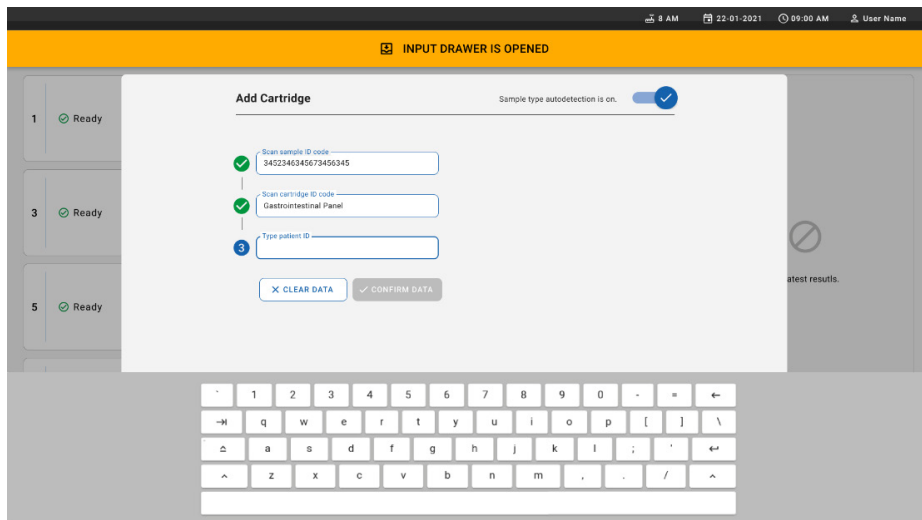 8 AM 22-01-2021 09:00 AM User Name
INPUT DRAWER IS OPENED
Add Cartridge Sample type autodetection is on.
1 Ready
Scan sample ID code
3452346345673456345
Scan cartridge ID code
Gastrointestinal Panel
3 Ready
Type patient ID
3
atest resutls.
CLEAR DATA CONFIRM DATA
5 Ready
` 1 2 3 4 5 6 7 8 9 0 - =
q w e r t y u i o p [ ] \
a s d f g h j k l ; '
z x c v b n m , . /